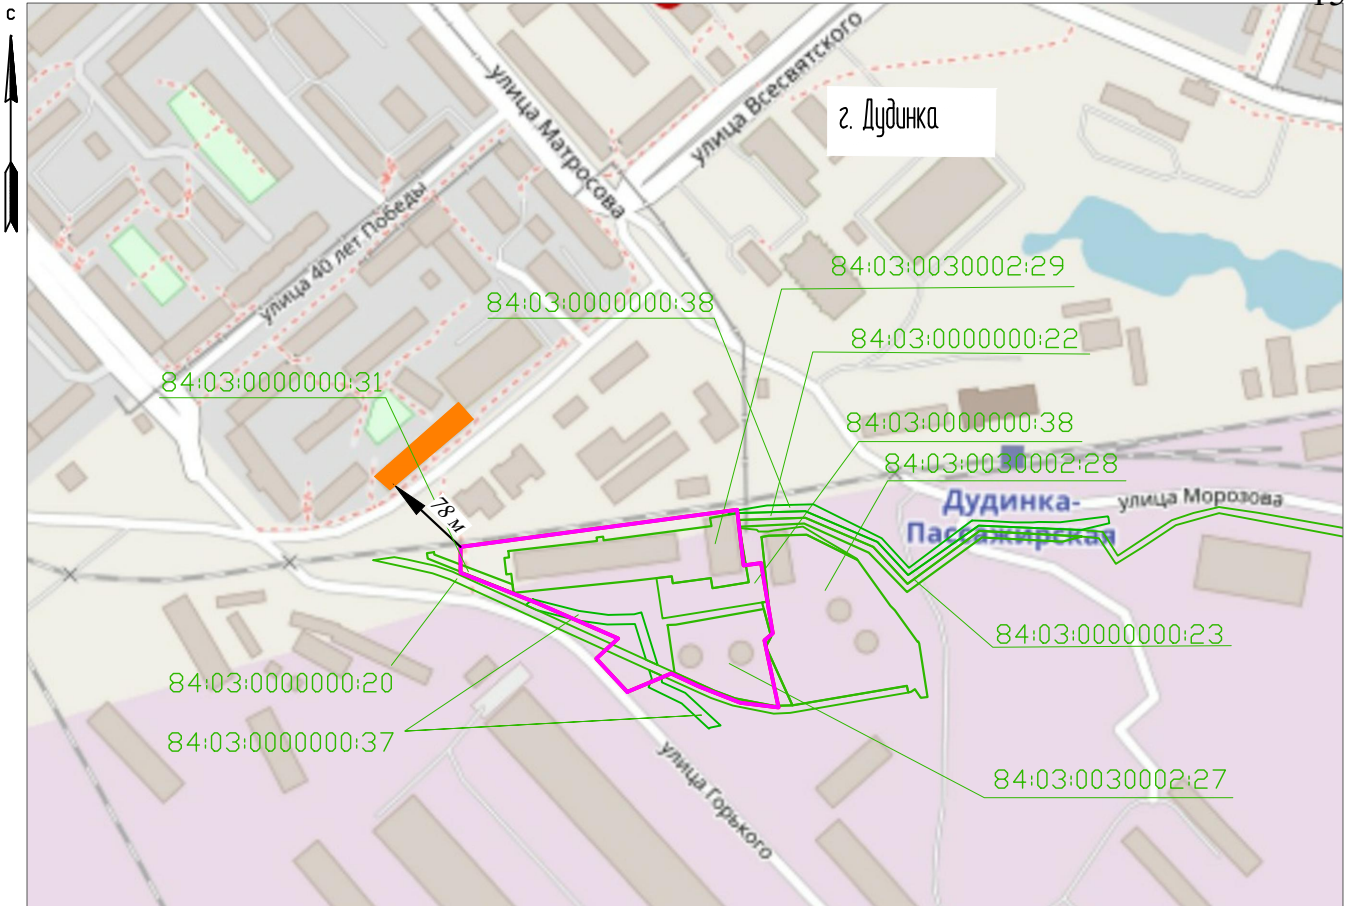 с
улица Матросова
улица Всесвятского
г. Дудинка
улица 40 лет Победы
84:03:0030002:29
84:03:0000000:38
84:03:0000000:22
84:03:0000000:31
84:03:0000000:38
84:03:0030002:28
78 м
Дудинка-
Пассажирская
улица Морозова
84:03:0000000:23
84:03:0000000:20
84:03:0000000:37
84:03:0030002:27
улица Горького